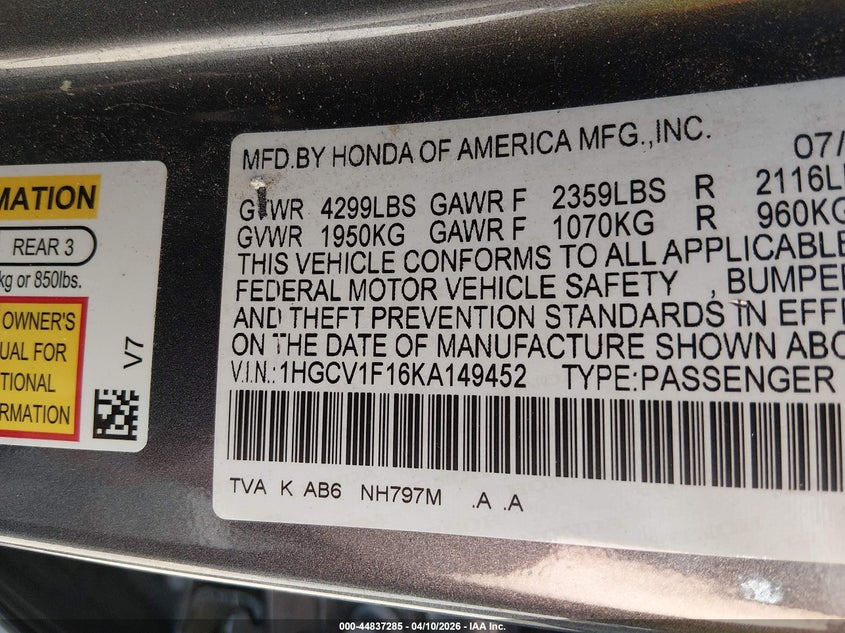 MATION
REAR 3
kg or 850lbs.
OWNER'S
UAL FOR
TIONAL
RMATION
V7
MFD.BY HONDA OF AMERICA MFG.,INC. 07/
GVWR 4299LBS GAWR F 2359LBS R 2116L
GVWR 1950KG GAWR F 1070KG R 960KG
THIS VEHICLE CONFORMS TO ALL APPLICABLE
FEDERAL MOTOR VEHICLE SAFETY , BUMPER
AND THEFT PREVENTION STANDARDS IN EFFE
ON THE DATE OF MANUFACTURE SHOWN ABO
V.I.N.:1HGCV1F16KA149452 TYPE:PASSENGER
TVA K AB6 NH797M .A .A
000-44837285 - 04/10/2026 - IAA Inc.